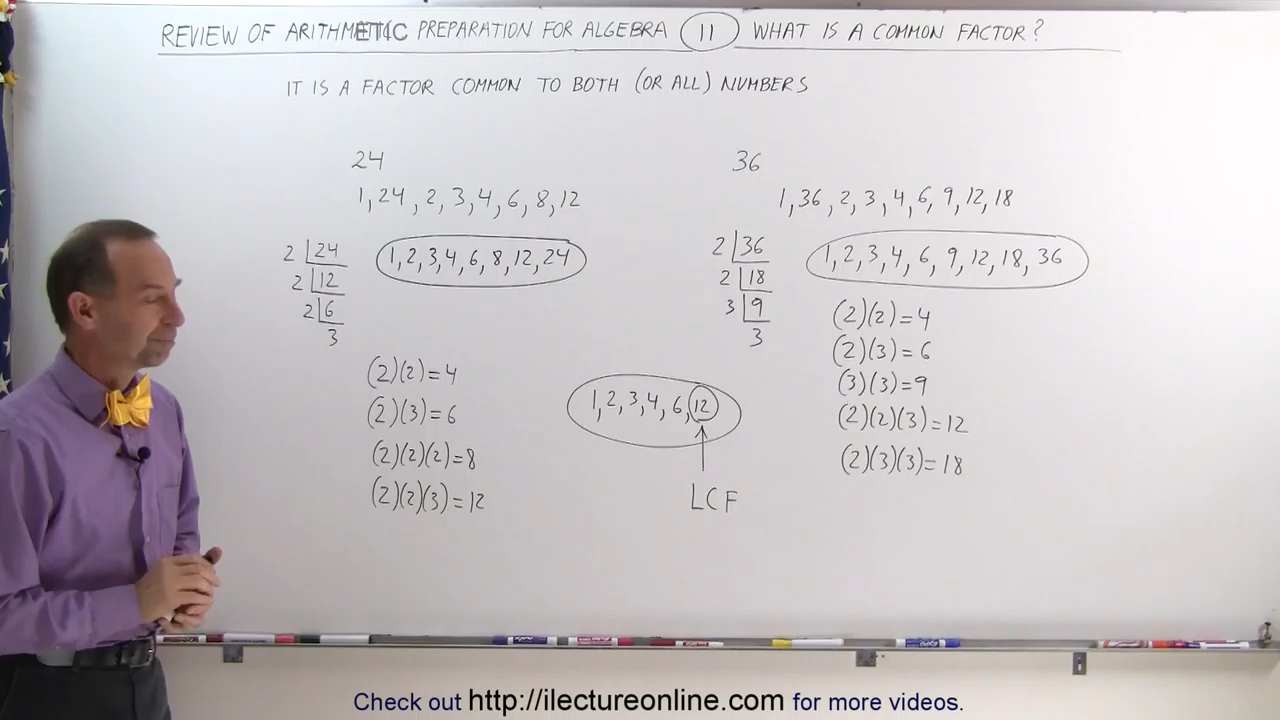 REVIEW OF ARITHMETIC PREPARATION FOR ALGEBRA 11 WHAT IS A COMMON FACTOR?
IT IS A FACTOR COMMON TO BOTH (OR ALL) NUMBERS
24
1, 24, 2, 3, 4, 6, 8, 12
2 24
2 12
2 6
3
1, 2, 3, 4, 6, 8, 12, 24
(2)(2)=4
(2)(3)=6
(2)(2)(2)=8
(2)(2)(3)=12
1, 2, 3, 4, 6, 12
LCF
36
1, 36, 2, 3, 4, 6, 9, 12, 18
2 36
2 18
3 9
3
1, 2, 3, 4, 6, 9, 12, 18, 36
(2)(2)=4
(2)(3)=6
(3)(3)=9
(2)(2)(3)=12
(2)(3)(3)=18
Check out http://ilectureonline.com for more videos.